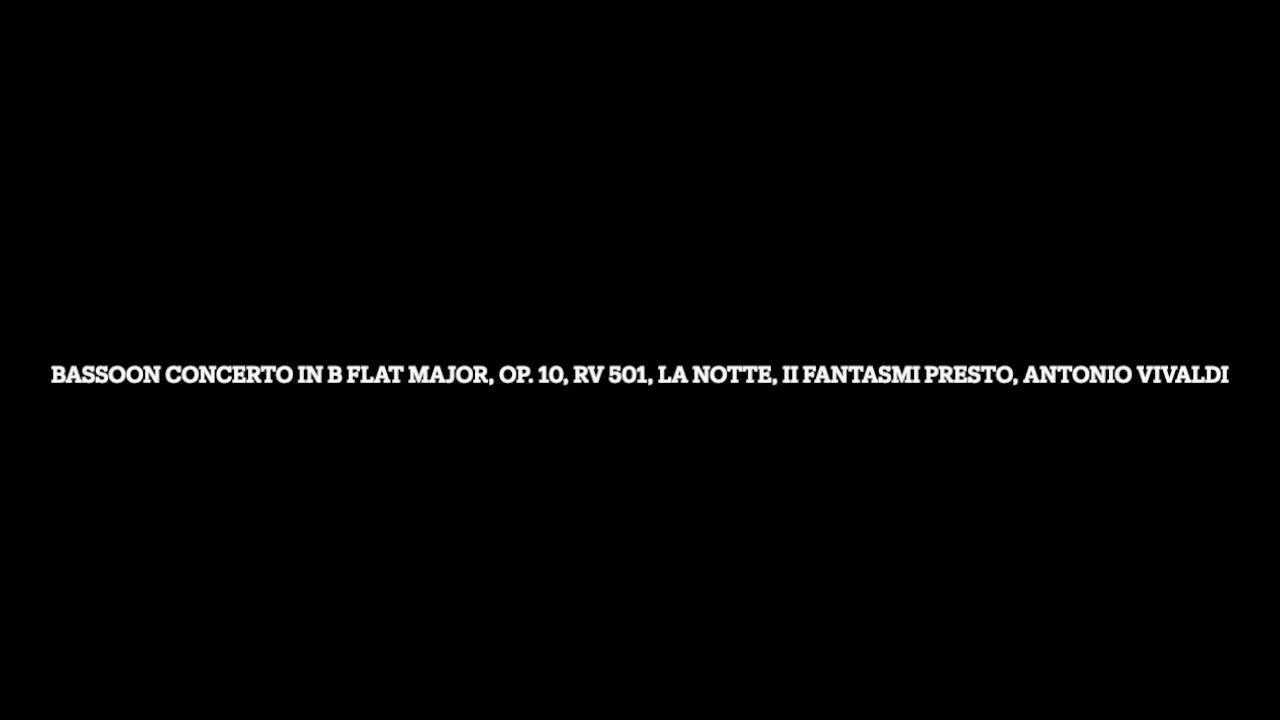 BASSOON CONCERTO IN B FLAT MAJOR, OP. 10, RV 501, LA NOTTE, II FANTASMI PRESTO, ANTONIO VIVALDI